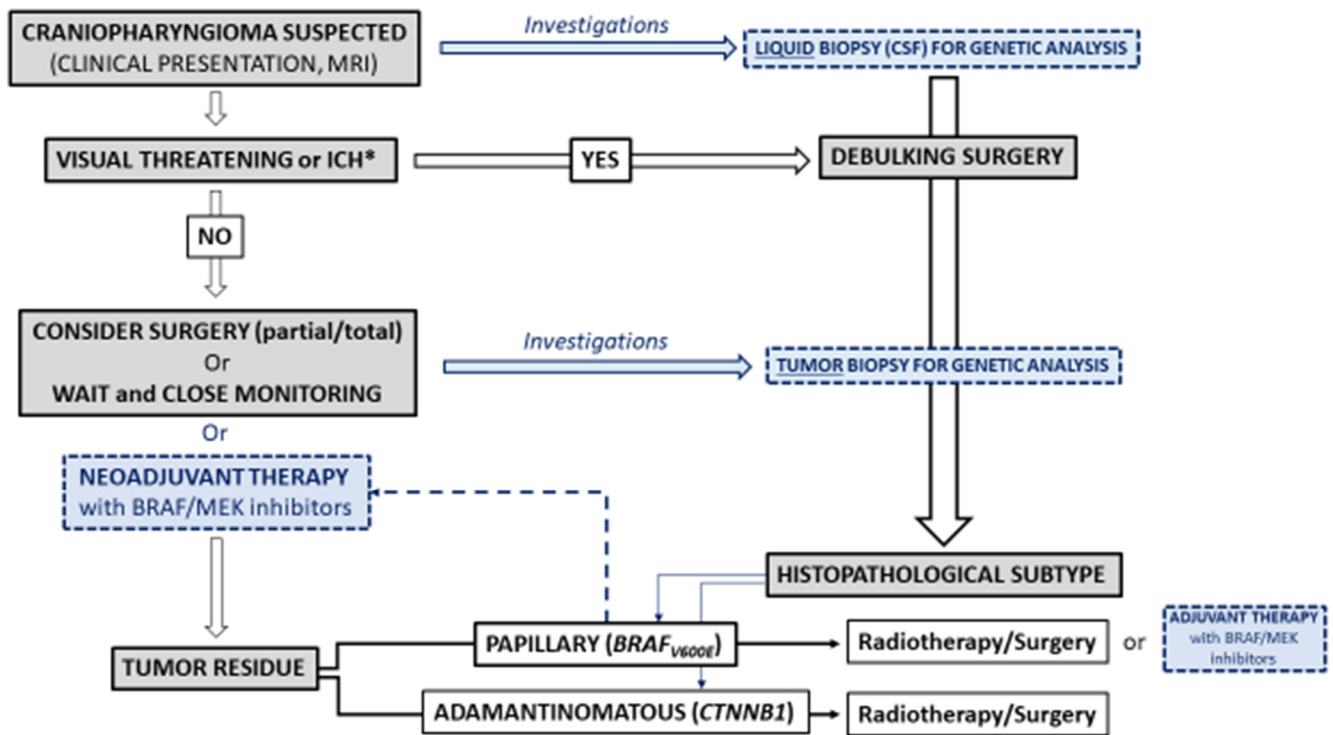 CRANIOPHARYNGIOMA SUSPECTED
(CLINICAL PRESENTATION, MRI)
Investigations
LIQUID BIOPSY (CSF) FOR GENETIC ANALYSIS
VISUAL THREATENING or ICH*
YES
DEBULKING SURGERY
NO
CONSIDER SURGERY (partial/total)
Or
WAIT and CLOSE MONITORING
Investigations
TUMOR BIOPSY FOR GENETIC ANALYSIS
Or
NEOADJUVANT THERAPY
with BRAF/MEK inhibitors
HISTOPATHOLOGICAL SUBTYPE
TUMOR RESIDUE
PAPILLARY (BRAFV600E)
Radiotherapy/Surgery
or
ADJUVANT THERAPY
with BRAF/MEK
inhibitors
ADAMANTINOMATOUS (CTNNB1)
Radiotherapy/Surgery